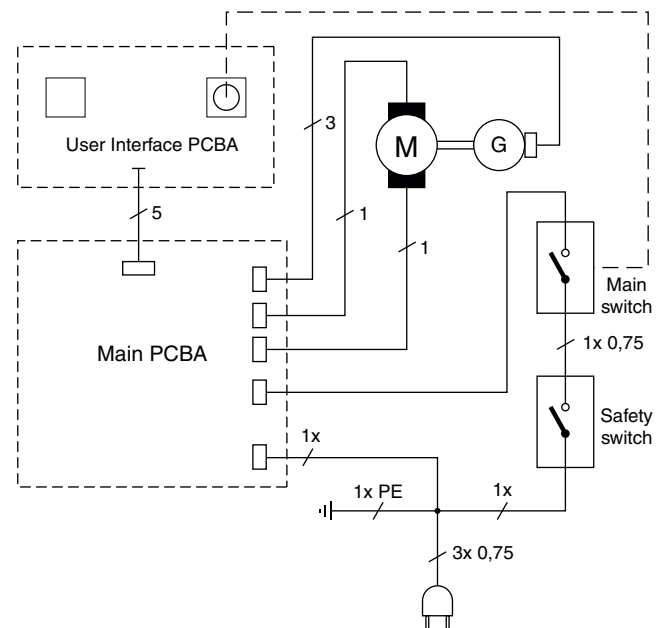 User Interface PCBA
3
M
G
5
1
1
Main
switch
Main PCBA
1x 0,75
Safety
switch
1x
1x PE
1x
3x 0,75